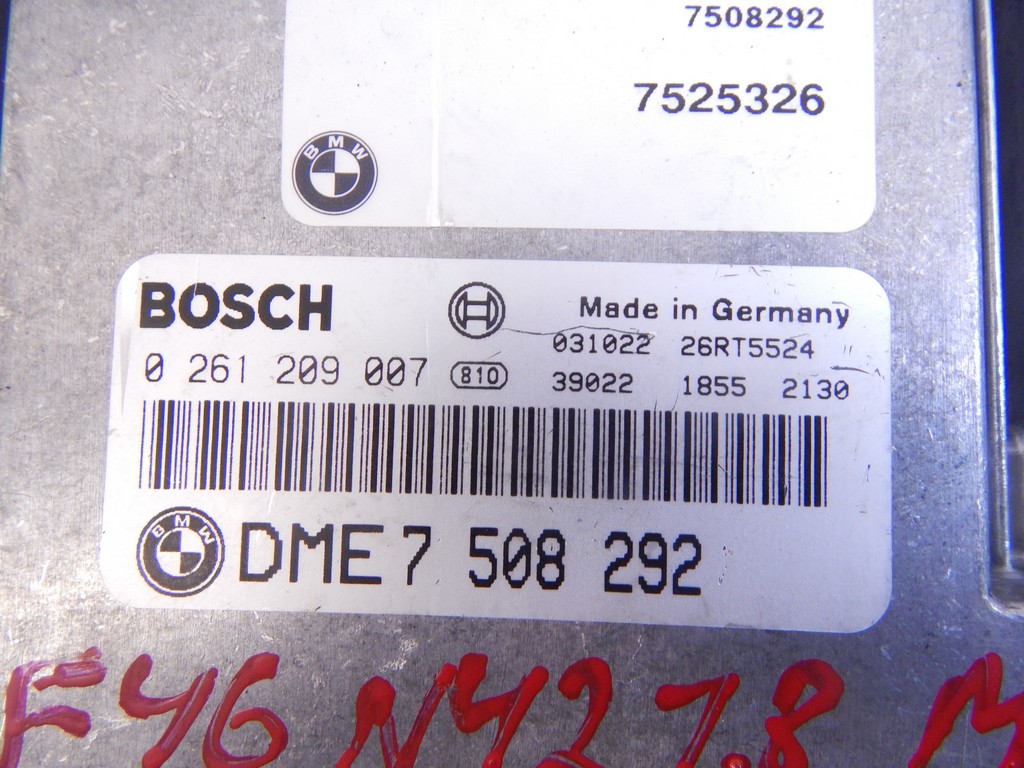 7508292
7525326
BMW
BOSCH
Made in Germany
031022 26RT5524
0 261 209 007 810 39022 1855 2130
BMW DME 7 508 292
E46 N42 1.8 M